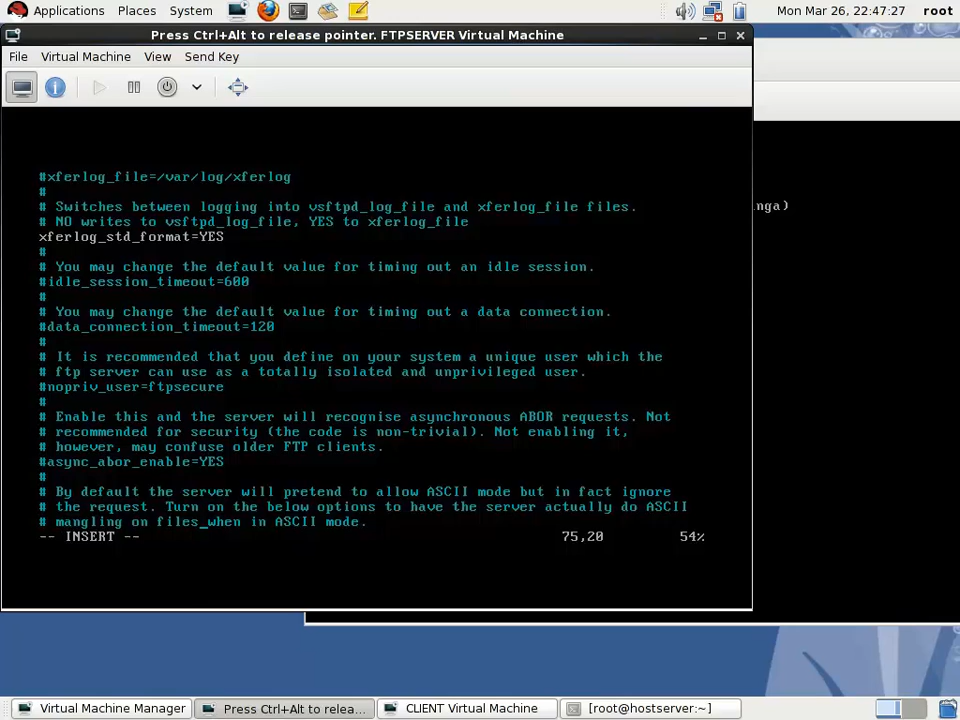 Applications Places System Mon Mar 26, 22:47:27 root
Press Ctrl+Alt to release pointer. FTPSERVER Virtual Machine
File Virtual Machine View Send Key
#xferlog_file=/var/log/xferlog
#
# Switches between logging into vsftpd_log_file and xferlog_file files.
nga)
# NO writes to vsftpd_log_file, YES to xferlog_file
xferlog_std_format=YES
#
# You may change the default value for timing out an idle session.
#idle_session_timeout=600
#
# You may change the default value for timing out a data connection.
#data_connection_timeout=120
#
# It is recommended that you define on your system a unique user which the
# ftp server can use as a totally isolated and unprivileged user.
#nopriv_user=ftpsecure
#
# Enable this and the server will recognise asynchronous ABOR requests. Not
# recommended for security (the code is non-trivial). Not enabling it,
# however, may confuse older FTP clients.
#async_abor_enable=YES
#
# By default the server will pretend to allow ASCII mode but in fact ignore
# the request. Turn on the below options to have the server actually do ASCII
# mangling on files when in ASCII mode.
-- INSERT -- 75,20 54%
Virtual Machine Manager Press Ctrl+Alt to relea... CLIENT Virtual Machine [root@hostserver:~]